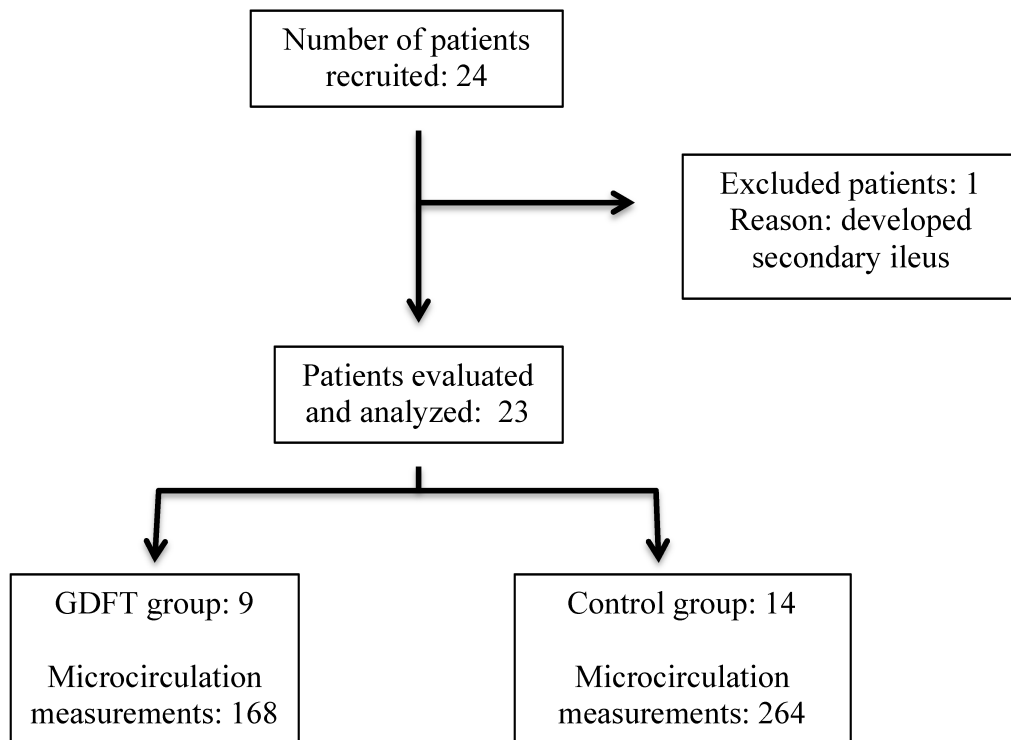 Number of patients
recruited: 24
Excluded patients: 1
Reason: developed
secondary ileus
Patients evaluated
and analyzed:  23
GDFT group: 9
Microcirculation
measurements: 168
Control group: 14
Microcirculation
measurements: 264